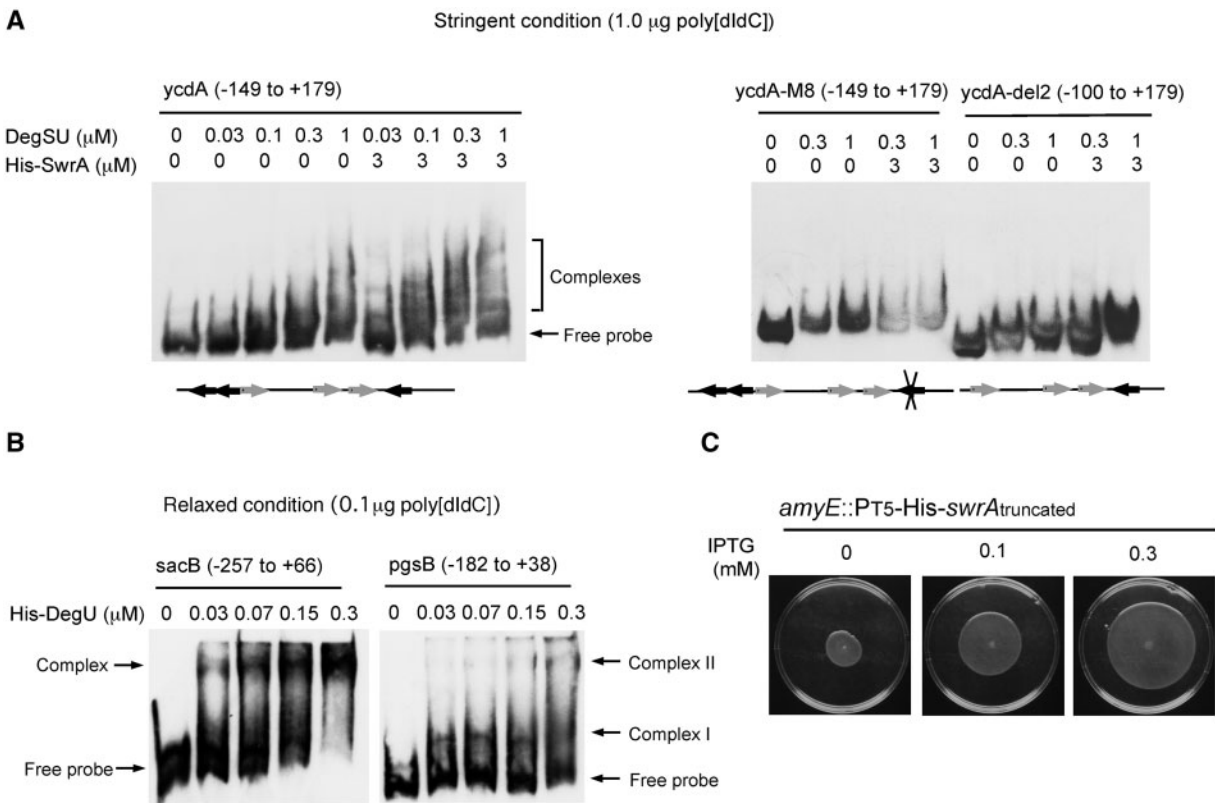 A
Stringent condition (1.0 µg poly[dIdC])
ycdA (-149 to +179)
ycdA-M8 (-149 to +179)
ycdA-del2 (-100 to +179)
DegSU (µM)
0 0.03 0.1 0.3 1 0.03 0.1 0.3 1
0 0.3 1 0.3 1
0 0.3 1 0.3 1
His-SwrA (µM)
0 0 0 0 0 3 3 3 3
0 0 0 3 3
0 0 0 3 3
Complexes
Free probe
B
Relaxed condition (0.1 µg poly[dIdC])
sacB (-257 to +66)
pgsB (-182 to +38)
His-DegU (µM)
0 0.03 0.07 0.15 0.3
0 0.03 0.07 0.15 0.3
Complex
Free probe
Complex II
Complex I
Free probe
C
amyE::PT5-His-swrAtruncated
IPTG
(mM)
0 0.1 0.3